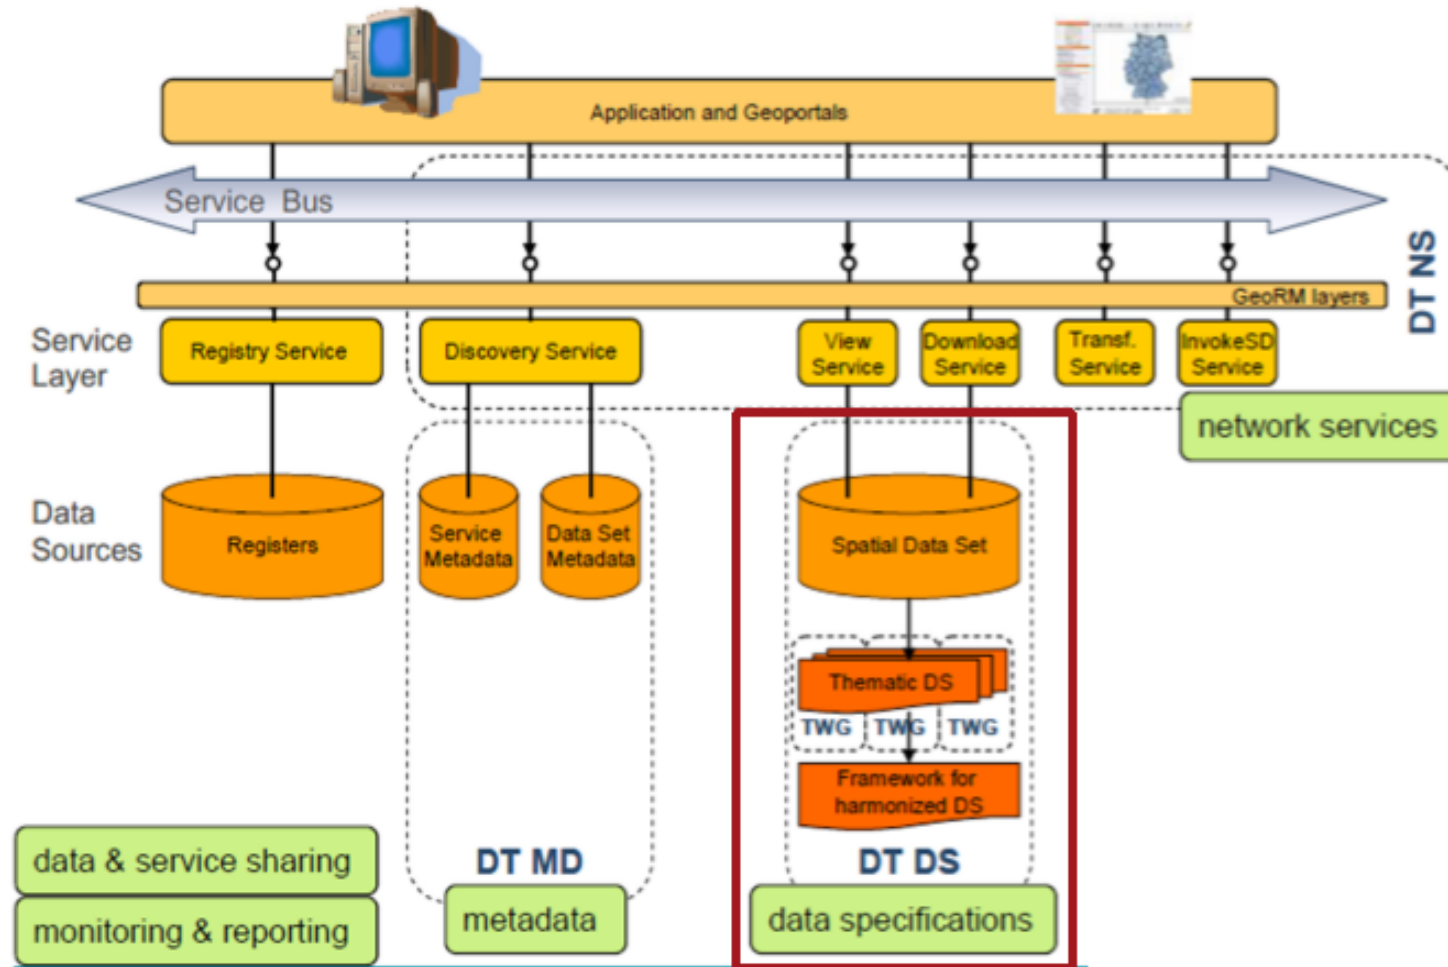 Application and Geoportals
Service Bus
DT NS
GeoRM layers
Service
Layer
Registry Service
Discovery Service
View
Service
Download
Service
Transf.
Service
InvokeSD
Service
network services
Data
Sources
Registers
Service
Metadata
Data Set
Metadata
Spatial Data Set
Thematic DS
TWG TWG TWG
Framework for
harmonized DS
data & service sharing
monitoring & reporting
DT MD
metadata
DT DS
data specifications